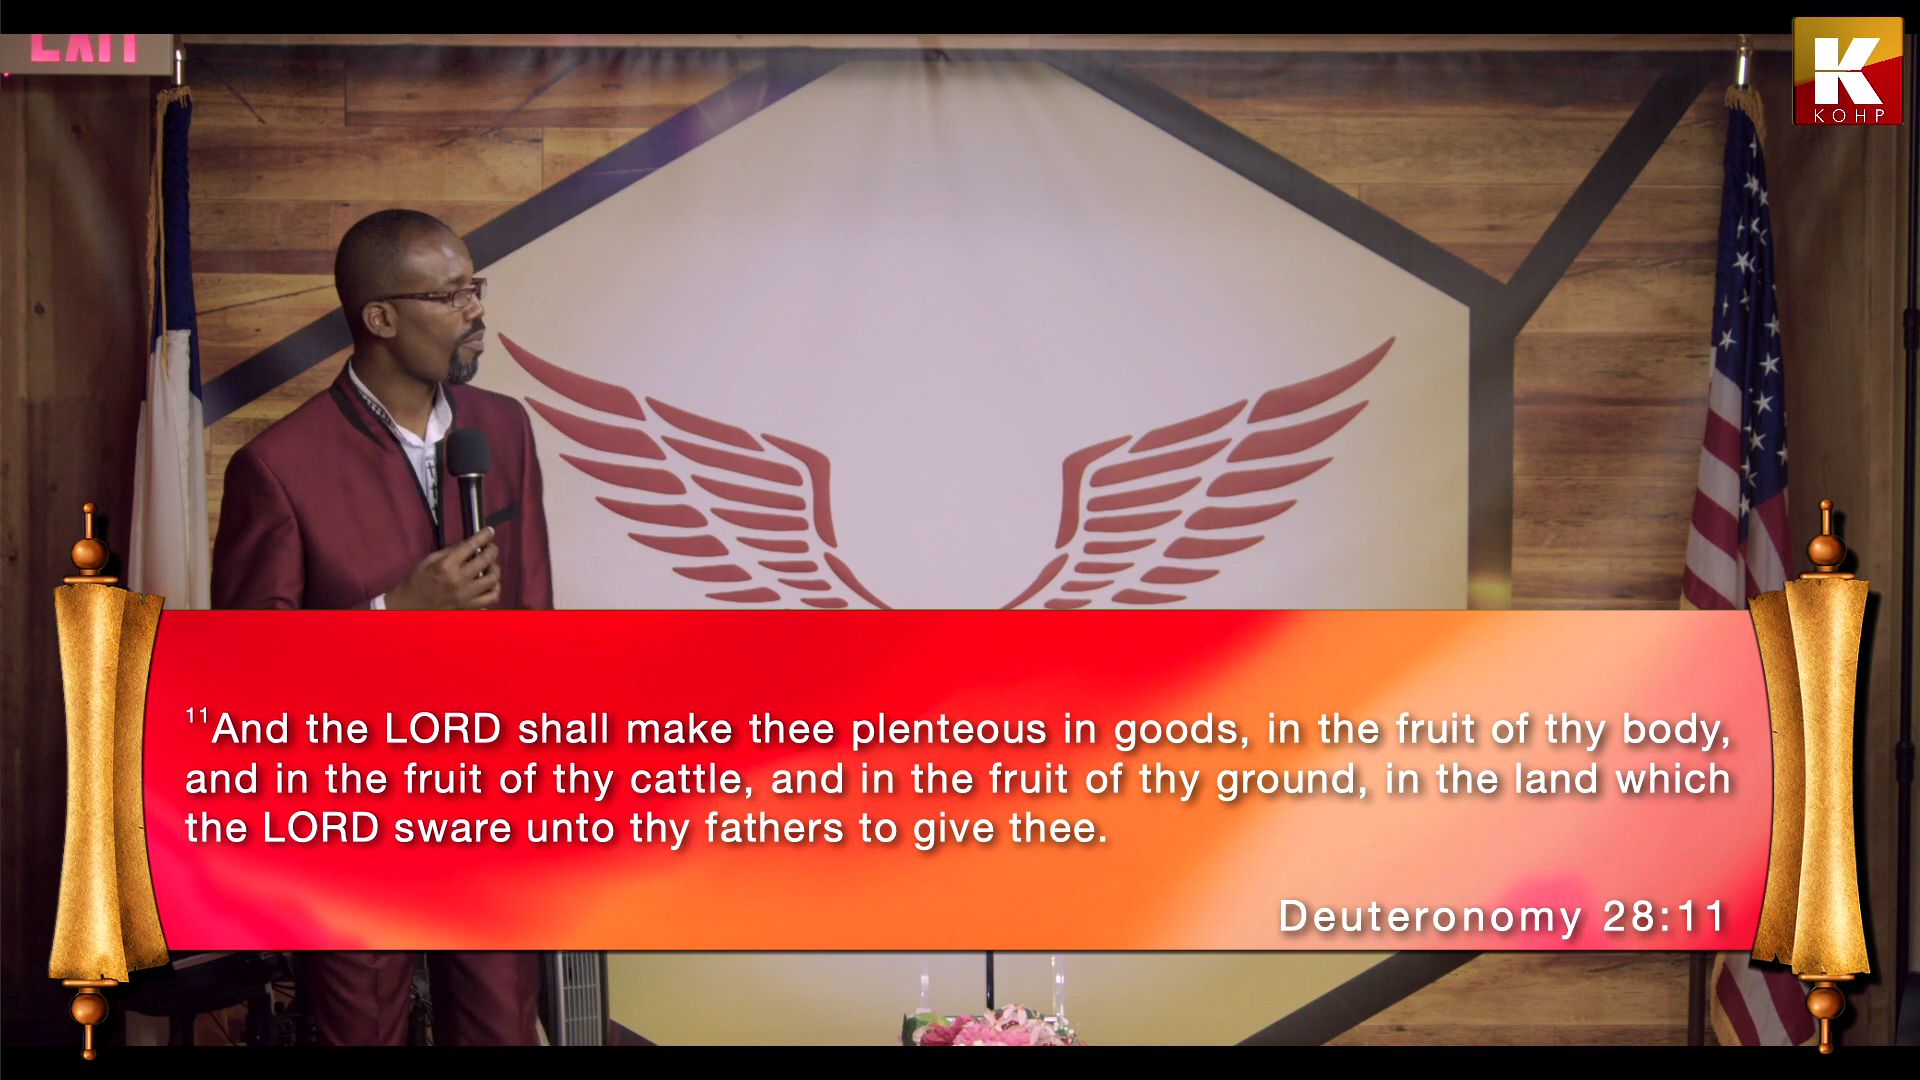 EXIT
K
KOHP
¹¹And the LORD shall make thee plenteous in goods, in the fruit of thy body,
and in the fruit of thy cattle, and in the fruit of thy ground, in the land which
the LORD sware unto thy fathers to give thee.
Deuteronomy 28:11